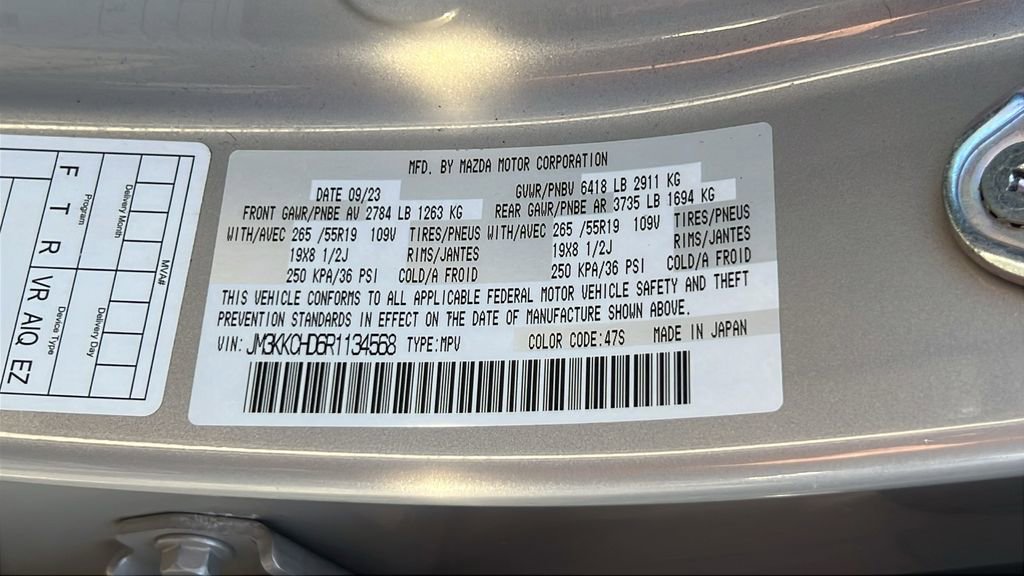 MFD. BY MAZDA MOTOR CORPORATION
DATE 09/23 GVWR/PNBV 6418 LB 2911 KG
FRONT GAWR/PNBE AV 2784 LB 1263 KG REAR GAWR/PNBE AR 3735 LB 1694 KG
WITH/AVEC 265 /55R19 109V TIRES/PNEUS WITH/AVEC 265 /55R19 109V TIRES/PNEUS
19X8 1/2J RIMS/JANTES 19X8 1/2J RIMS/JANTES
250 KPA/36 PSI COLD/A FROID 250 KPA/36 PSI COLD/A FROID
THIS VEHICLE CONFORMS TO ALL APPLICABLE FEDERAL MOTOR VEHICLE SAFETY AND THEFT
PREVENTION STANDARDS IN EFFECT ON THE DATE OF MANUFACTURE SHOWN ABOVE.
VIN: JM3KKCHD6R1134568 TYPE:MPV COLOR CODE:47S MADE IN JAPAN
MVA#
Delivery Month
Delivery Day
Program
Device Type
F T R VR AIQ EZ